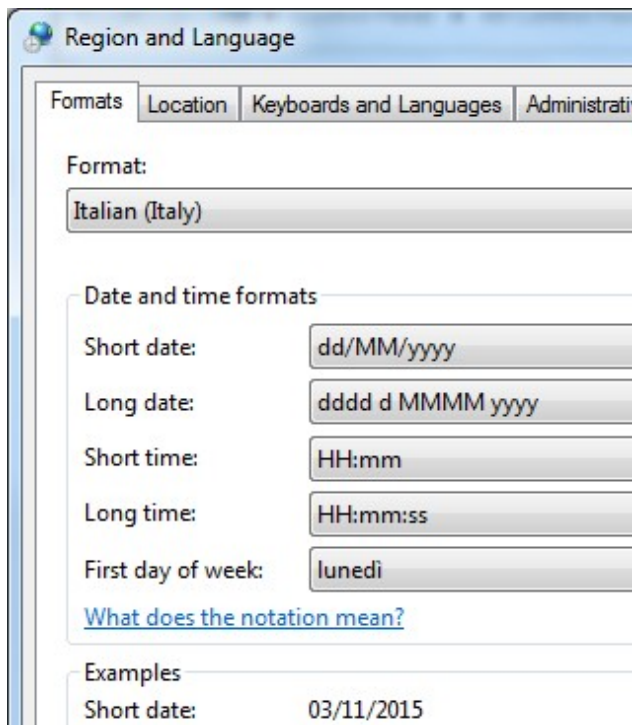 Region and Language
Formats Location Keyboards and Languages Administrati
Format:
Italian (Italy)
Date and time formats
Short date: dd/MM/yyyy
Long date: dddd d MMMM yyyy
Short time: HH:mm
Long time: HH:mm:ss
First day of week: lunedì
What does the notation mean?
Examples
Short date: 03/11/2015